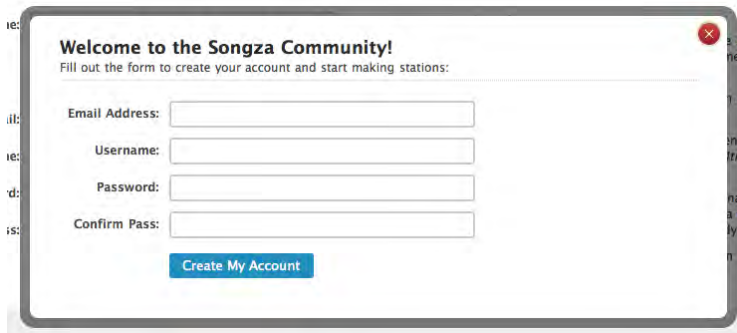 Welcome to the Songza Community!
Fill out the form to create your account and start making stations:
Email Address:
Username:
Password:
Confirm Pass:
Create My Account